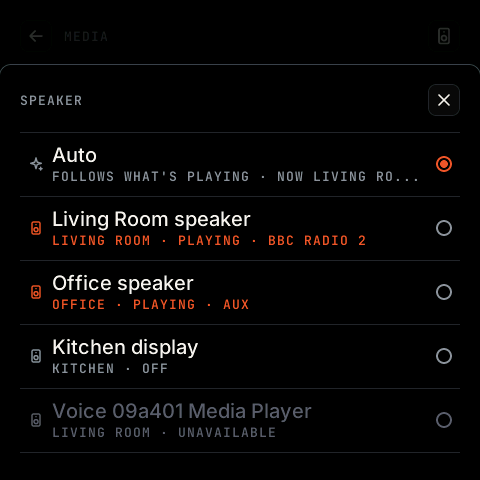 MEDIA
SPEAKER
Auto
FOLLOWS WHAT'S PLAYING · NOW LIVING RO...
Living Room speaker
LIVING ROOM · PLAYING · BBC RADIO 2
Office speaker
OFFICE · PLAYING · AUX
Kitchen display
KITCHEN · OFF
Voice 09a401 Media Player
LIVING ROOM · UNAVAILABLE